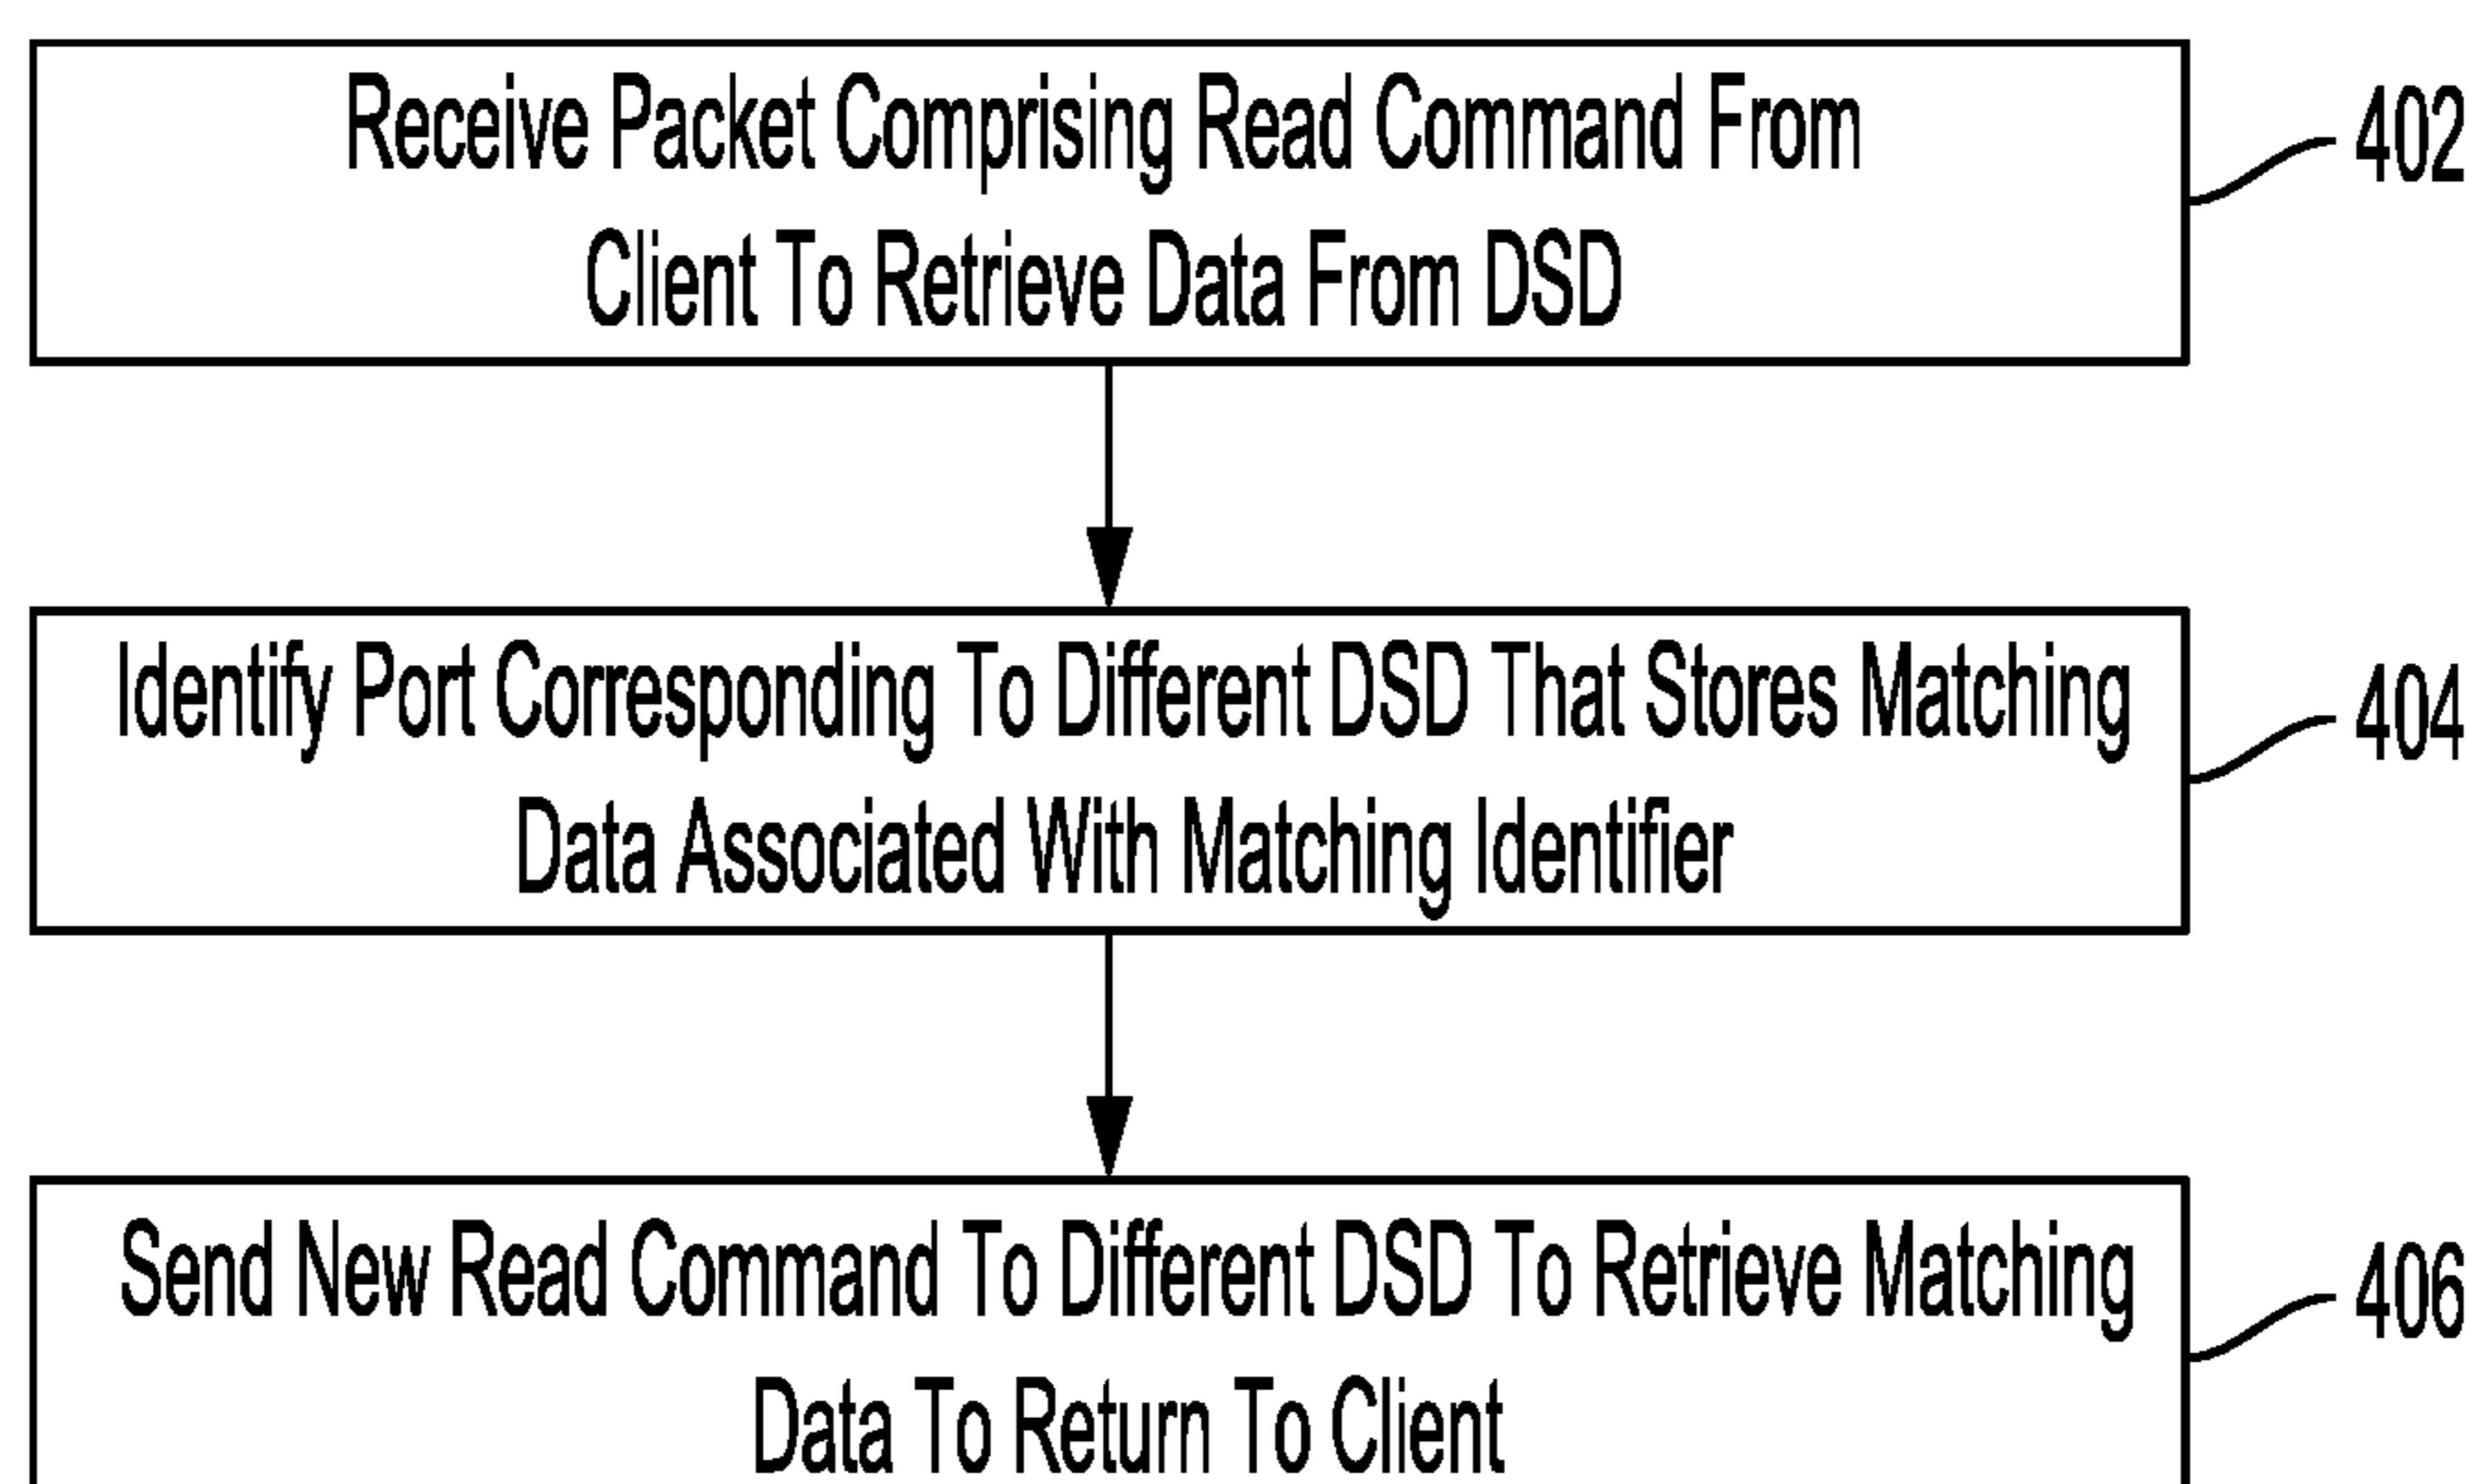 Receive Packet Comprising Read Command From
Client To Retrieve Data From DSD
402
Identify Port Corresponding To Different DSD That Stores Matching
Data Associated With Matching Identifier
404
Send New Read Command To Different DSD To Retrieve Matching
Data To Return To Client
406